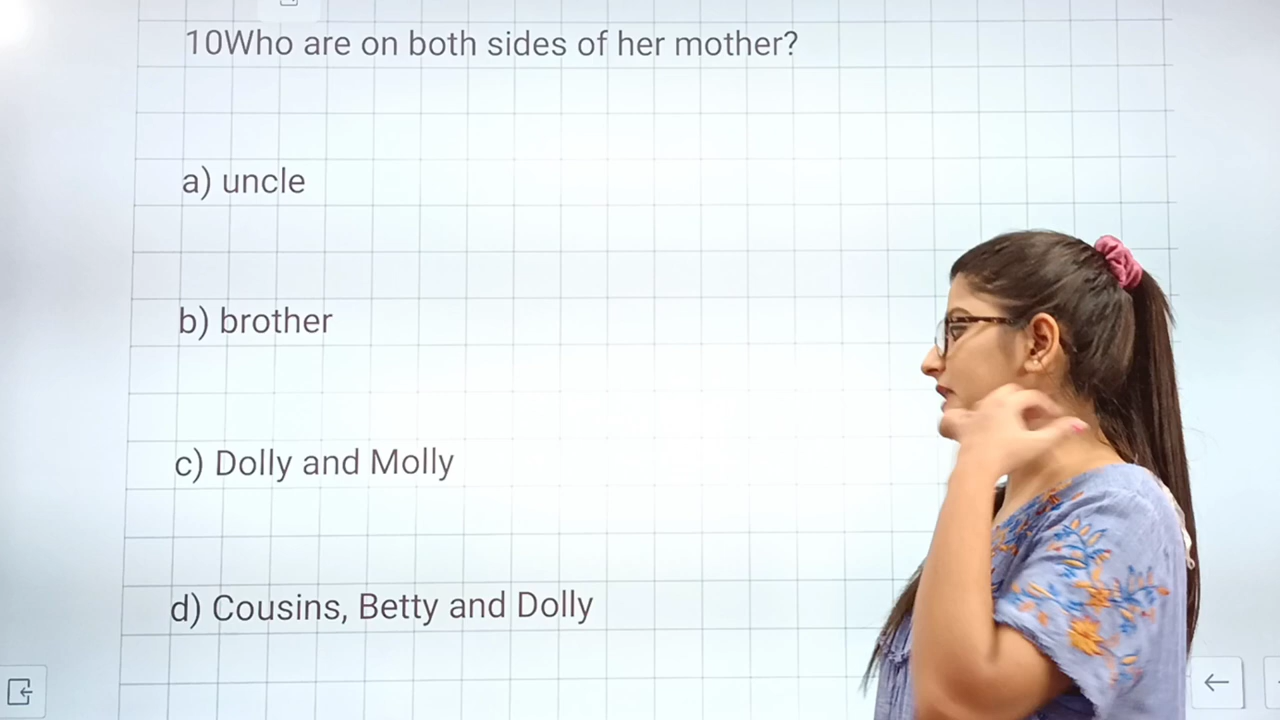 10Who are on both sides of her mother?
a) uncle
b) brother
c) Dolly and Molly
d) Cousins, Betty and Dolly